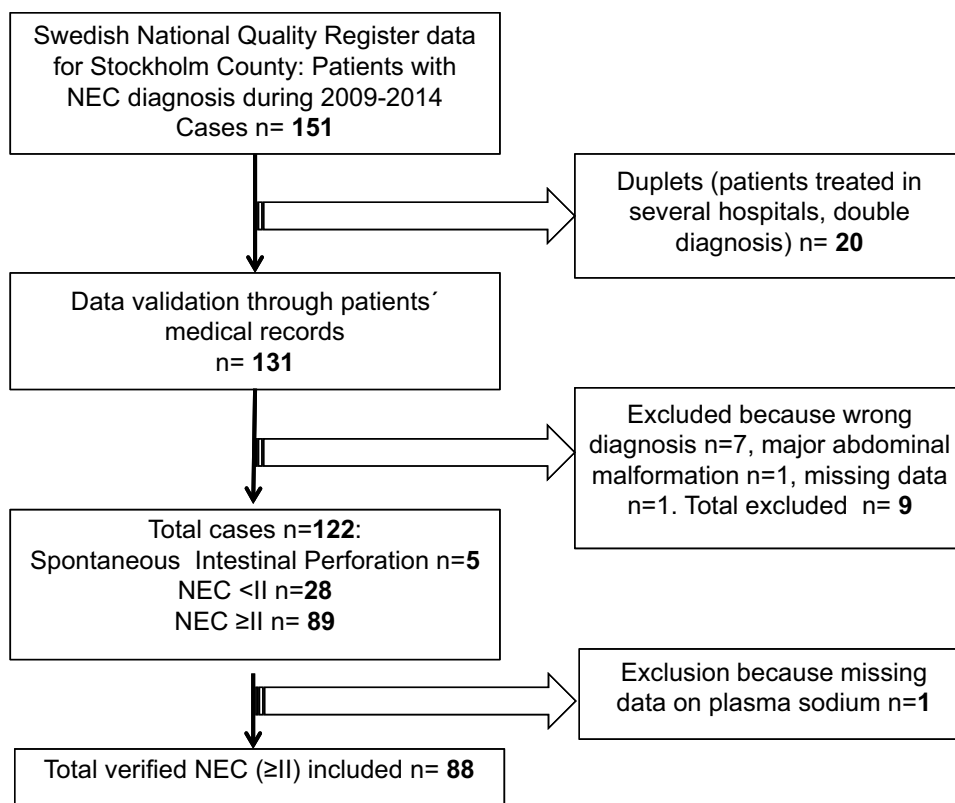 Swedish National Quality Register data
for Stockholm County: Patients with
NEC diagnosis during 2009-2014
Cases n= 151
Duplets (patients treated in
several hospitals, double
diagnosis) n= 20
Data validation through patients´
medical records
n= 131
Excluded because wrong
diagnosis n=7, major abdominal
malformation n=1, missing data
n=1. Total excluded n= 9
Total cases n=122:
Spontaneous Intestinal Perforation n=5
NEC <II n=28
NEC ≥II n= 89
Exclusion because missing
data on plasma sodium n=1
Total verified NEC (≥II) included n= 88